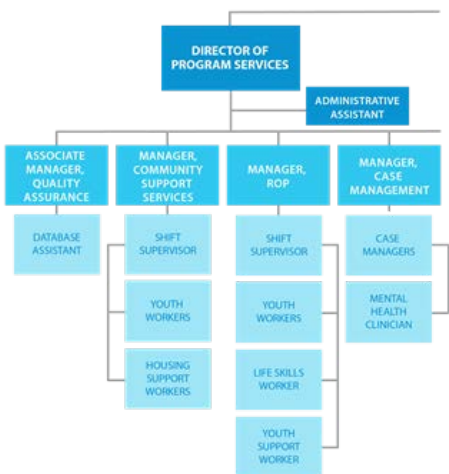 DIRECTOR OF
PROGRAM SERVICES
ADMINISTRATIVE
ASSISTANT
ASSOCIATE
MANAGER,
QUALITY
ASSURANCE
MANAGER,
COMMUNITY
SUPPORT
SERVICES
MANAGER,
ROP
MANAGER,
CASE
MANAGEMENT
DATABASE
ASSISTANT
SHIFT
SUPERVISOR
SHIFT
SUPERVISOR
CASE
MANAGERS
YOUTH
WORKERS
YOUTH
WORKERS
MENTAL
HEALTH
CLINICIAN
HOUSING
SUPPORT
WORKERS
LIFE SKILLS
WORKER
YOUTH
SUPPORT
WORKER